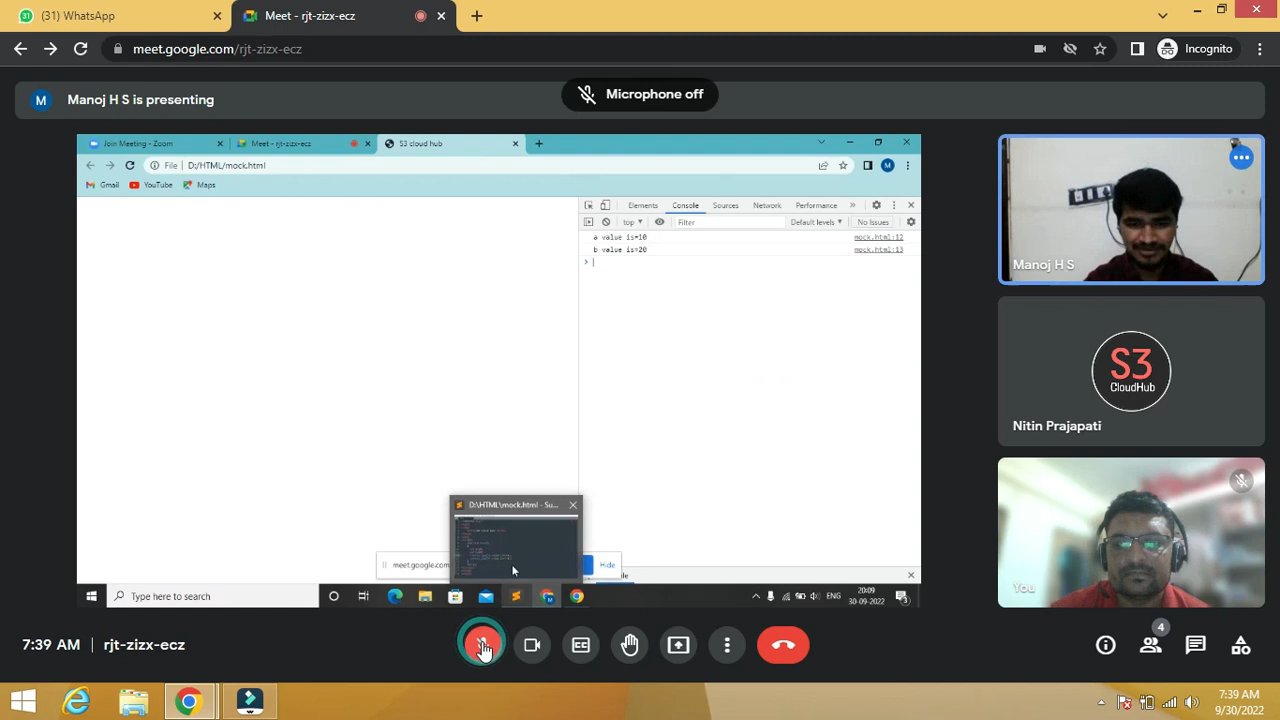 (31) WhatsApp
Meet - rjt-zizx-ecz
meet.google.com/rjt-zizx-ecz
Incognito
M
Manoj H S is presenting
Microphone off
Join Meeting - Zoom
Meet - rjt-zizx-ecz
S3 cloud hub
File
D:/HTML/mock.html
M
Gmail
YouTube
Maps
Elements
Console
Sources
Network
Performance
top
Filter
Default levels
No Issues
a value is=10
mock.html:12
b value is=20
mock.html:13
D:\HTML\mock.html - Su...
meet.google.com
Hide
Type here to search
ENG
20:09
30-09-2022
3
Manoj H S
S3
CloudHub
Nitin Prajapati
You
7:39 AM
rjt-zizx-ecz
4
7:39 AM
9/30/2022